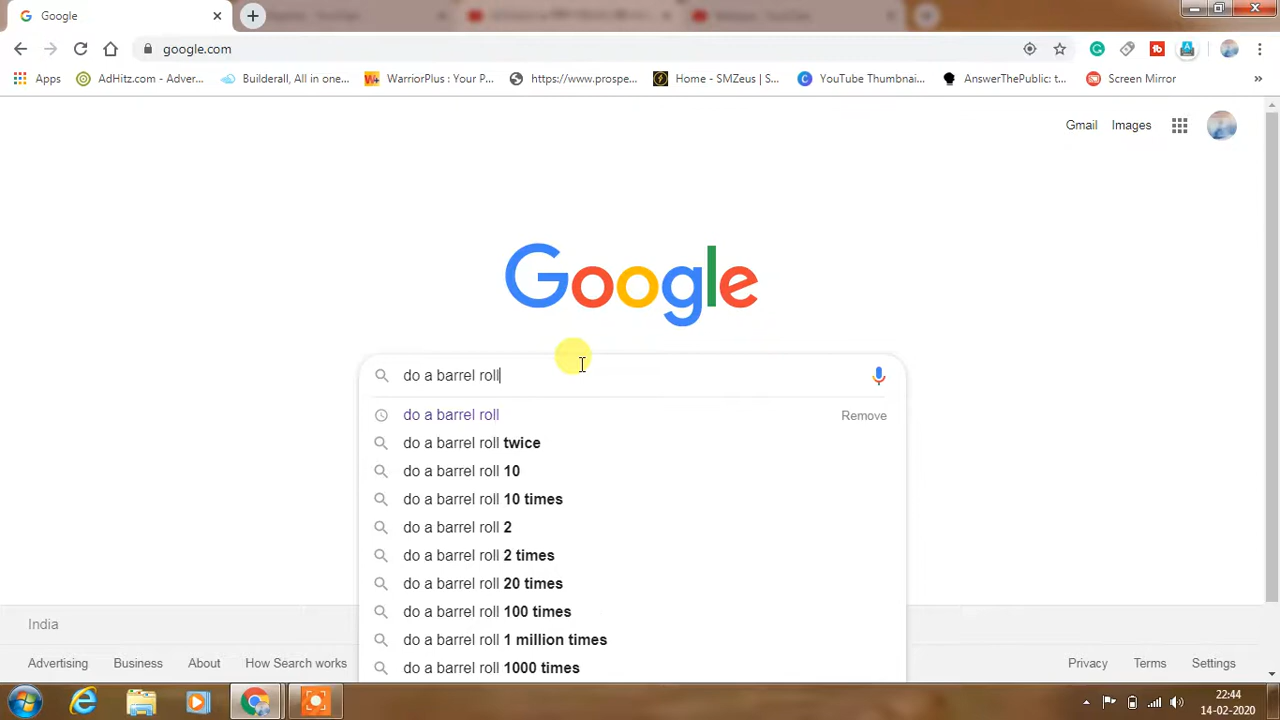 Google
google.com
Apps
AdHitz.com - Adver...
Builderall, All in one...
WarriorPlus : Your P...
https://www.prospe...
Home - SMZeus | S...
YouTube Thumbnai...
AnswerThePublic: t...
Screen Mirror
»
Gmail
Images
Google
do a barrel roll
do a barrel roll
Remove
do a barrel roll twice
do a barrel roll 10
do a barrel roll 10 times
do a barrel roll 2
do a barrel roll 2 times
do a barrel roll 20 times
do a barrel roll 100 times
do a barrel roll 1 million times
do a barrel roll 1000 times
India
Advertising
Business
About
How Search works
Privacy
Terms
Settings
22:44
14-02-2020